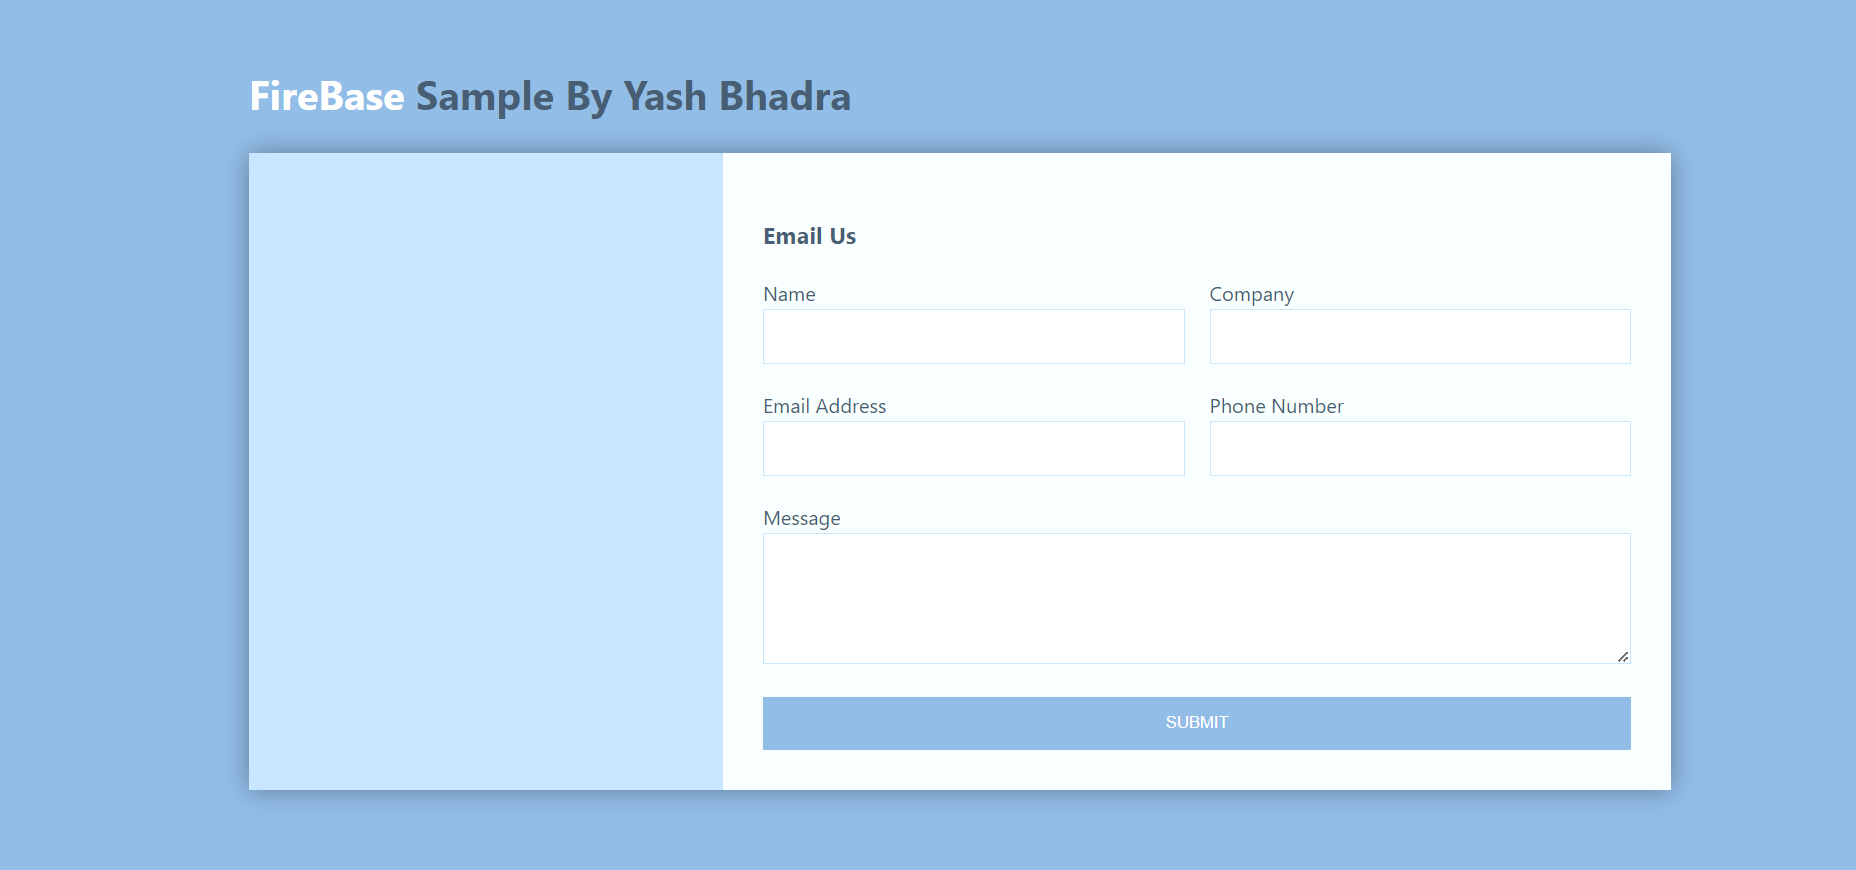 FireBase Sample By Yash Bhadra
Email Us
Name
Company
Email Address
Phone Number
Message
SUBMIT